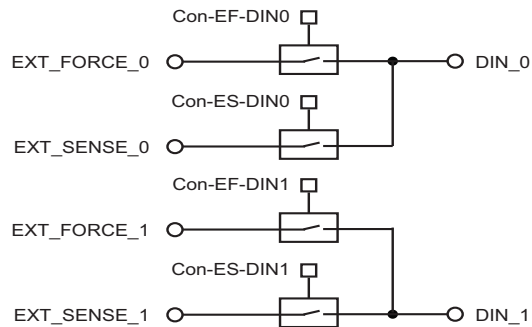 Con-EF-DIN0
EXT_FORCE_0
DIN_0
Con-ES-DIN0
EXT_SENSE_0
Con-EF-DIN1
EXT_FORCE_1
Con-ES-DIN1
EXT_SENSE_1
DIN_1